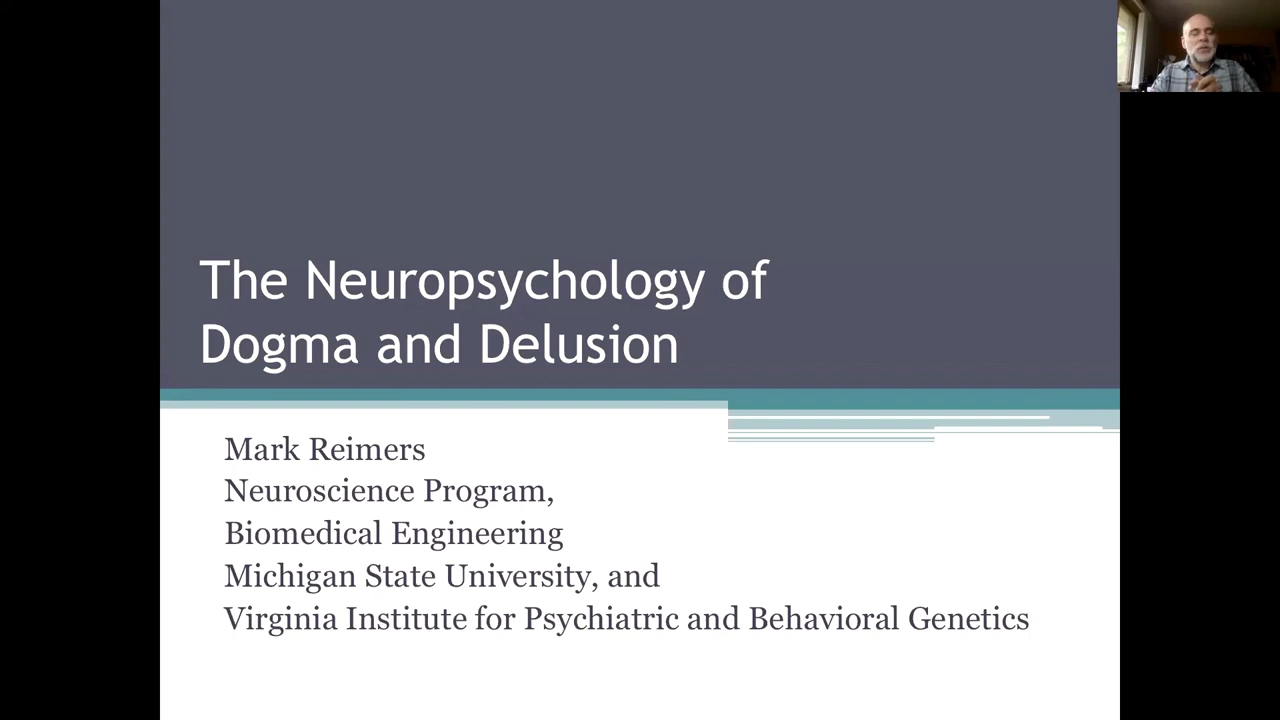 The Neuropsychology of
Dogma and Delusion
Mark Reimers
Neuroscience Program,
Biomedical Engineering
Michigan State University, and
Virginia Institute for Psychiatric and Behavioral Genetics